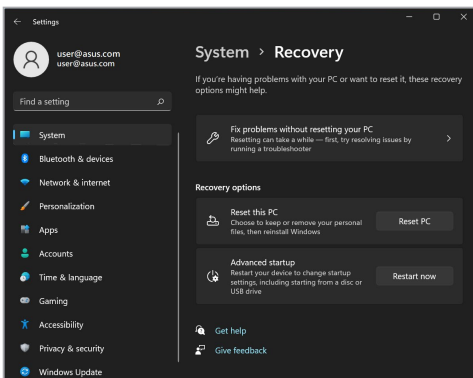 Settings
user@asus.com
user@asus.com
Find a setting
System
Bluetooth & devices
Network & internet
Personalization
Apps
Accounts
Time & language
Gaming
Accessibility
Privacy & security
Windows Update
System > Recovery
If you're having problems with your PC or want to reset it, these recovery
options might help.
Fix problems without resetting your PC
Resetting can take a while — first, try resolving issues by
running a troubleshooter
Recovery options
Reset this PC
Choose to keep or remove your personal
files, then reinstall Windows
Reset PC
Advanced startup
Restart your device to change startup
settings, including starting from a disc or
USB drive
Restart now
Get help
Give feedback